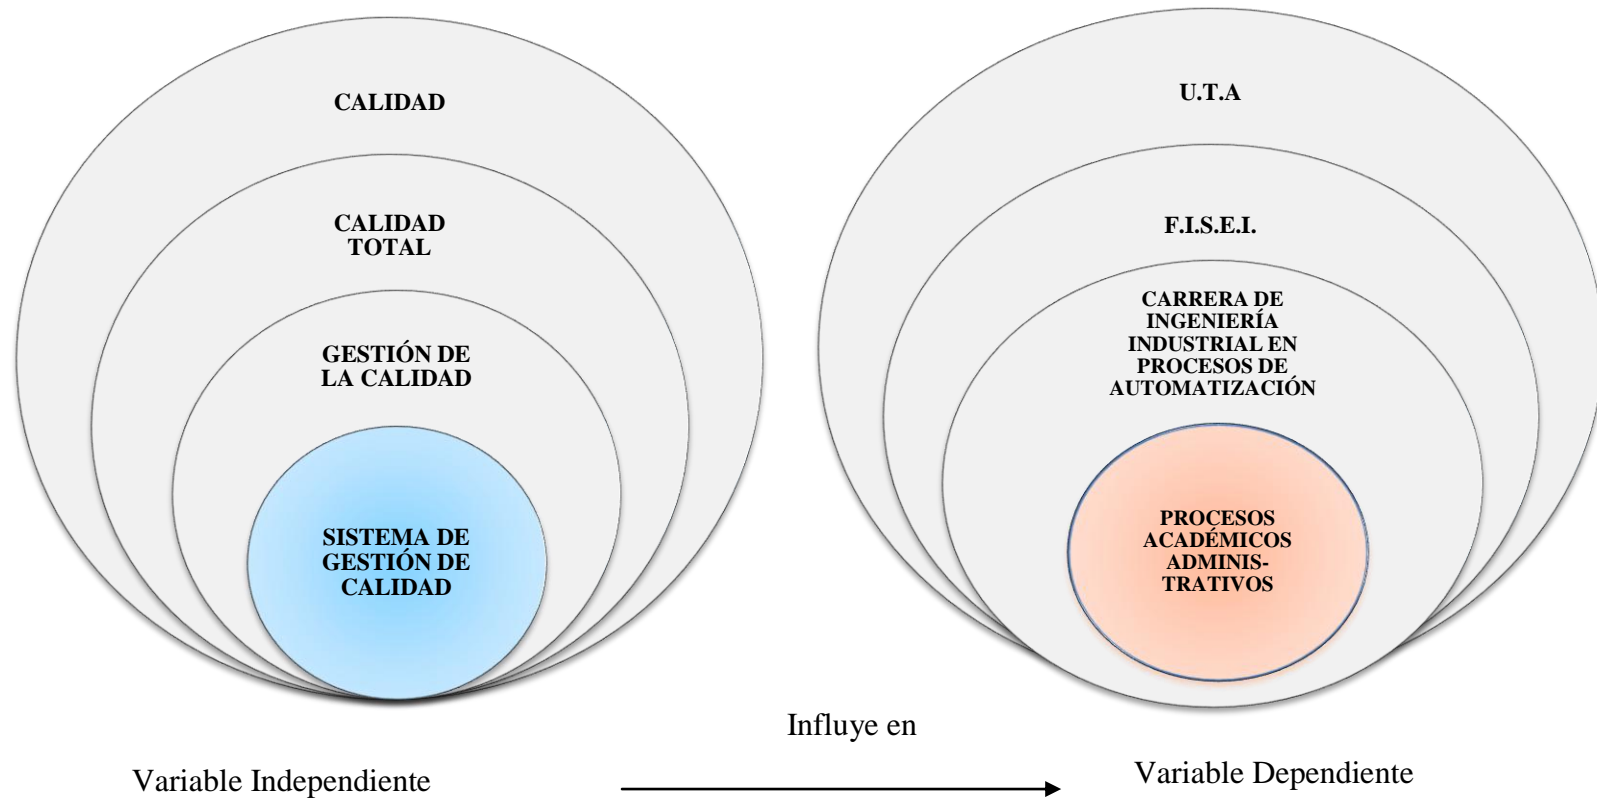 CALIDAD
CALIDAD
TOTAL
GESTIÓN DE
LA CALIDAD
SISTEMA DE
GESTIÓN DE
CALIDAD
U.T.A
F.I.S.E.I.
CARRERA DE
INGENIERÍA
INDUSTRIAL EN
PROCESOS DE
AUTOMATIZACIÓN
PROCESOS
ACADÉMICOS
ADMINIS-
TRATIVOS
Influye en
Variable Independiente
Variable Dependiente